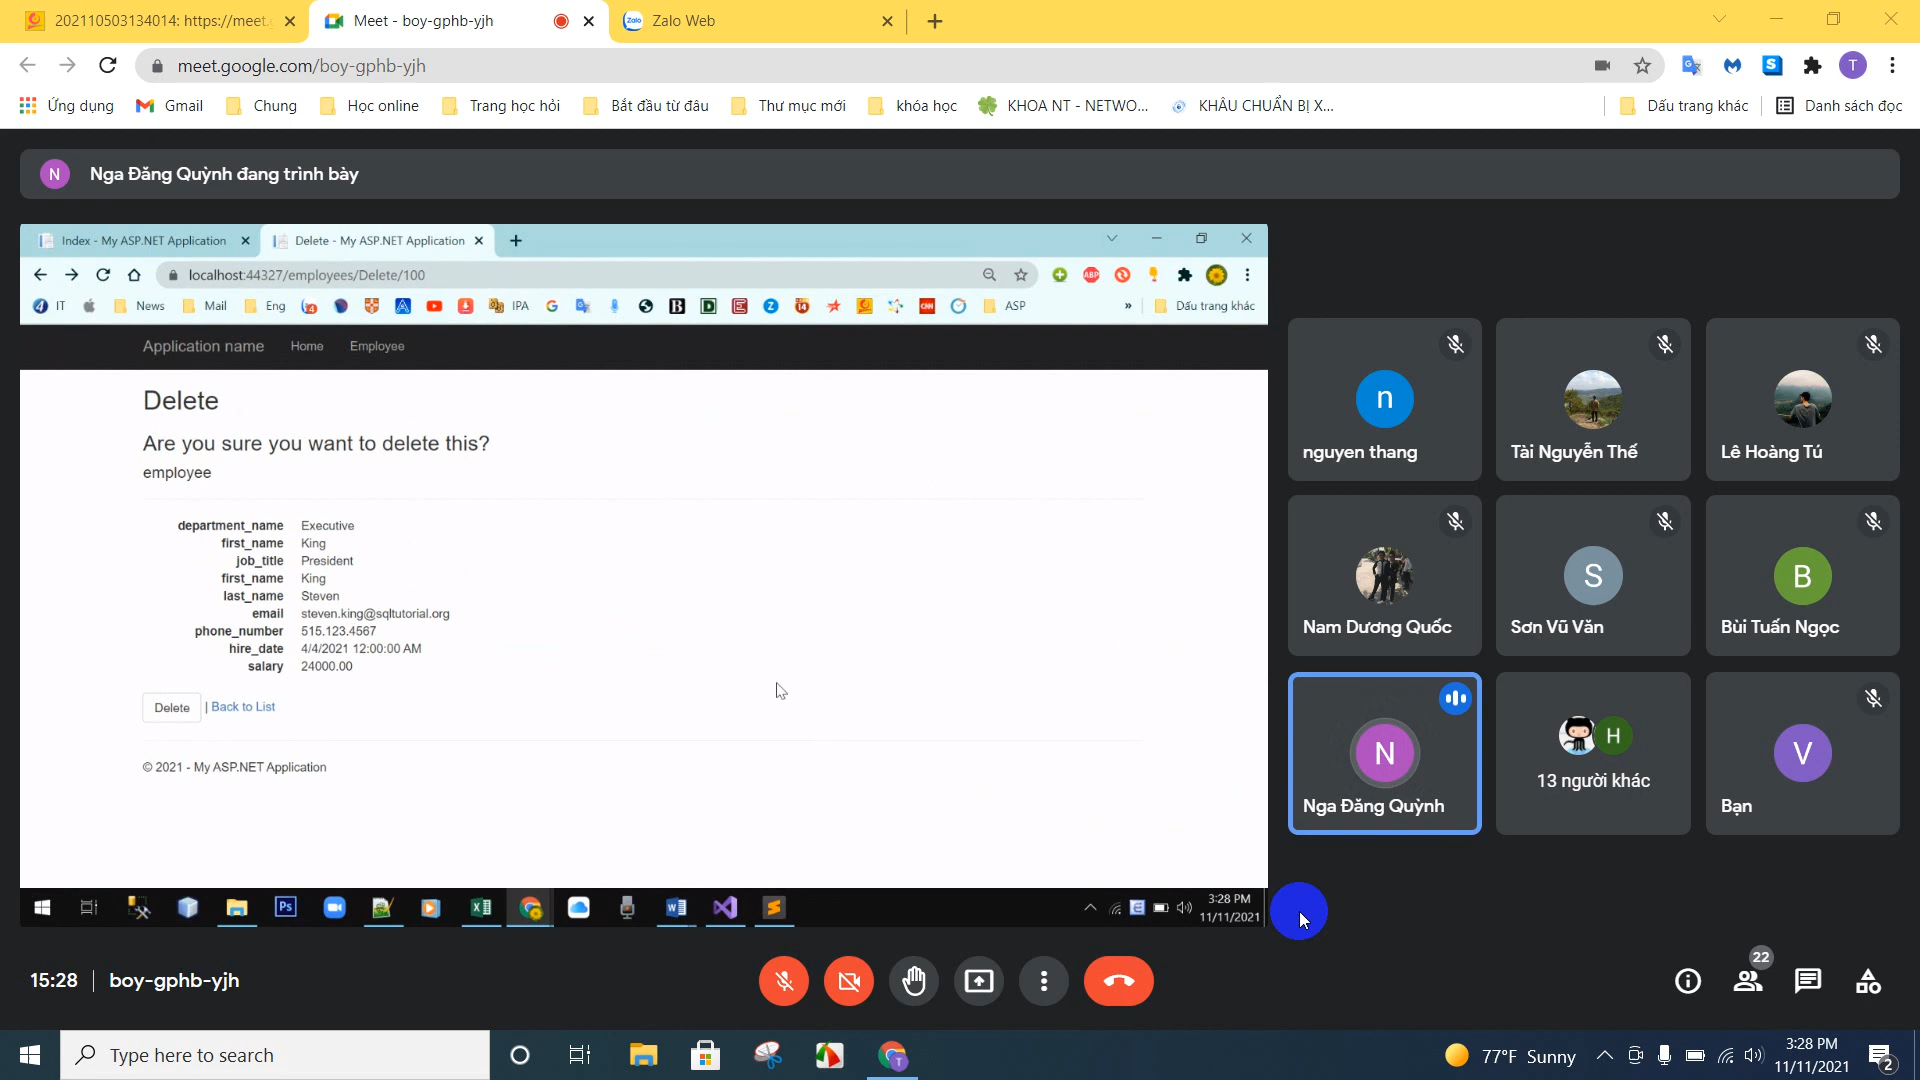 202110503134014: https://meet.
Meet - boy-gphb-yjh
Zalo Web
meet.google.com/boy-gphb-yjh
T
Ứng dụng
Gmail
Chung
Học online
Trang học hỏi
Bắt đầu từ đâu
Thư mục mới
khóa học
KHOA NT - NETWO...
KHÂU CHUẨN BỊ X...
Dấu trang khác
Danh sách đọc
N
Nga Đăng Quỳnh đang trình bày
Index - My ASP.NET Application
Delete - My ASP.NET Application
localhost:44327/employees/Delete/100
IT
News
Mail
Eng
IPA
ASP
»
Dấu trang khác
Application name
Home
Employee
Delete
Are you sure you want to delete this?
employee
department_name Executive
first_name King
job_title President
first_name King
last_name Steven
email steven.king@sqltutorial.org
phone_number 515.123.4567
hire_date 4/4/2021 12:00:00 AM
salary 24000.00
Delete | Back to List
© 2021 - My ASP.NET Application
3:28 PM
11/11/2021
n
nguyen thang
Tài Nguyễn Thế
Lê Hoàng Tú
Nam Dương Quốc
S
Sơn Vũ Văn
B
Bùi Tuấn Ngọc
N
Nga Đăng Quỳnh
H
13 người khác
V
Bạn
15:28
boy-gphb-yjh
22
Type here to search
77°F Sunny
3:28 PM
11/11/2021
2